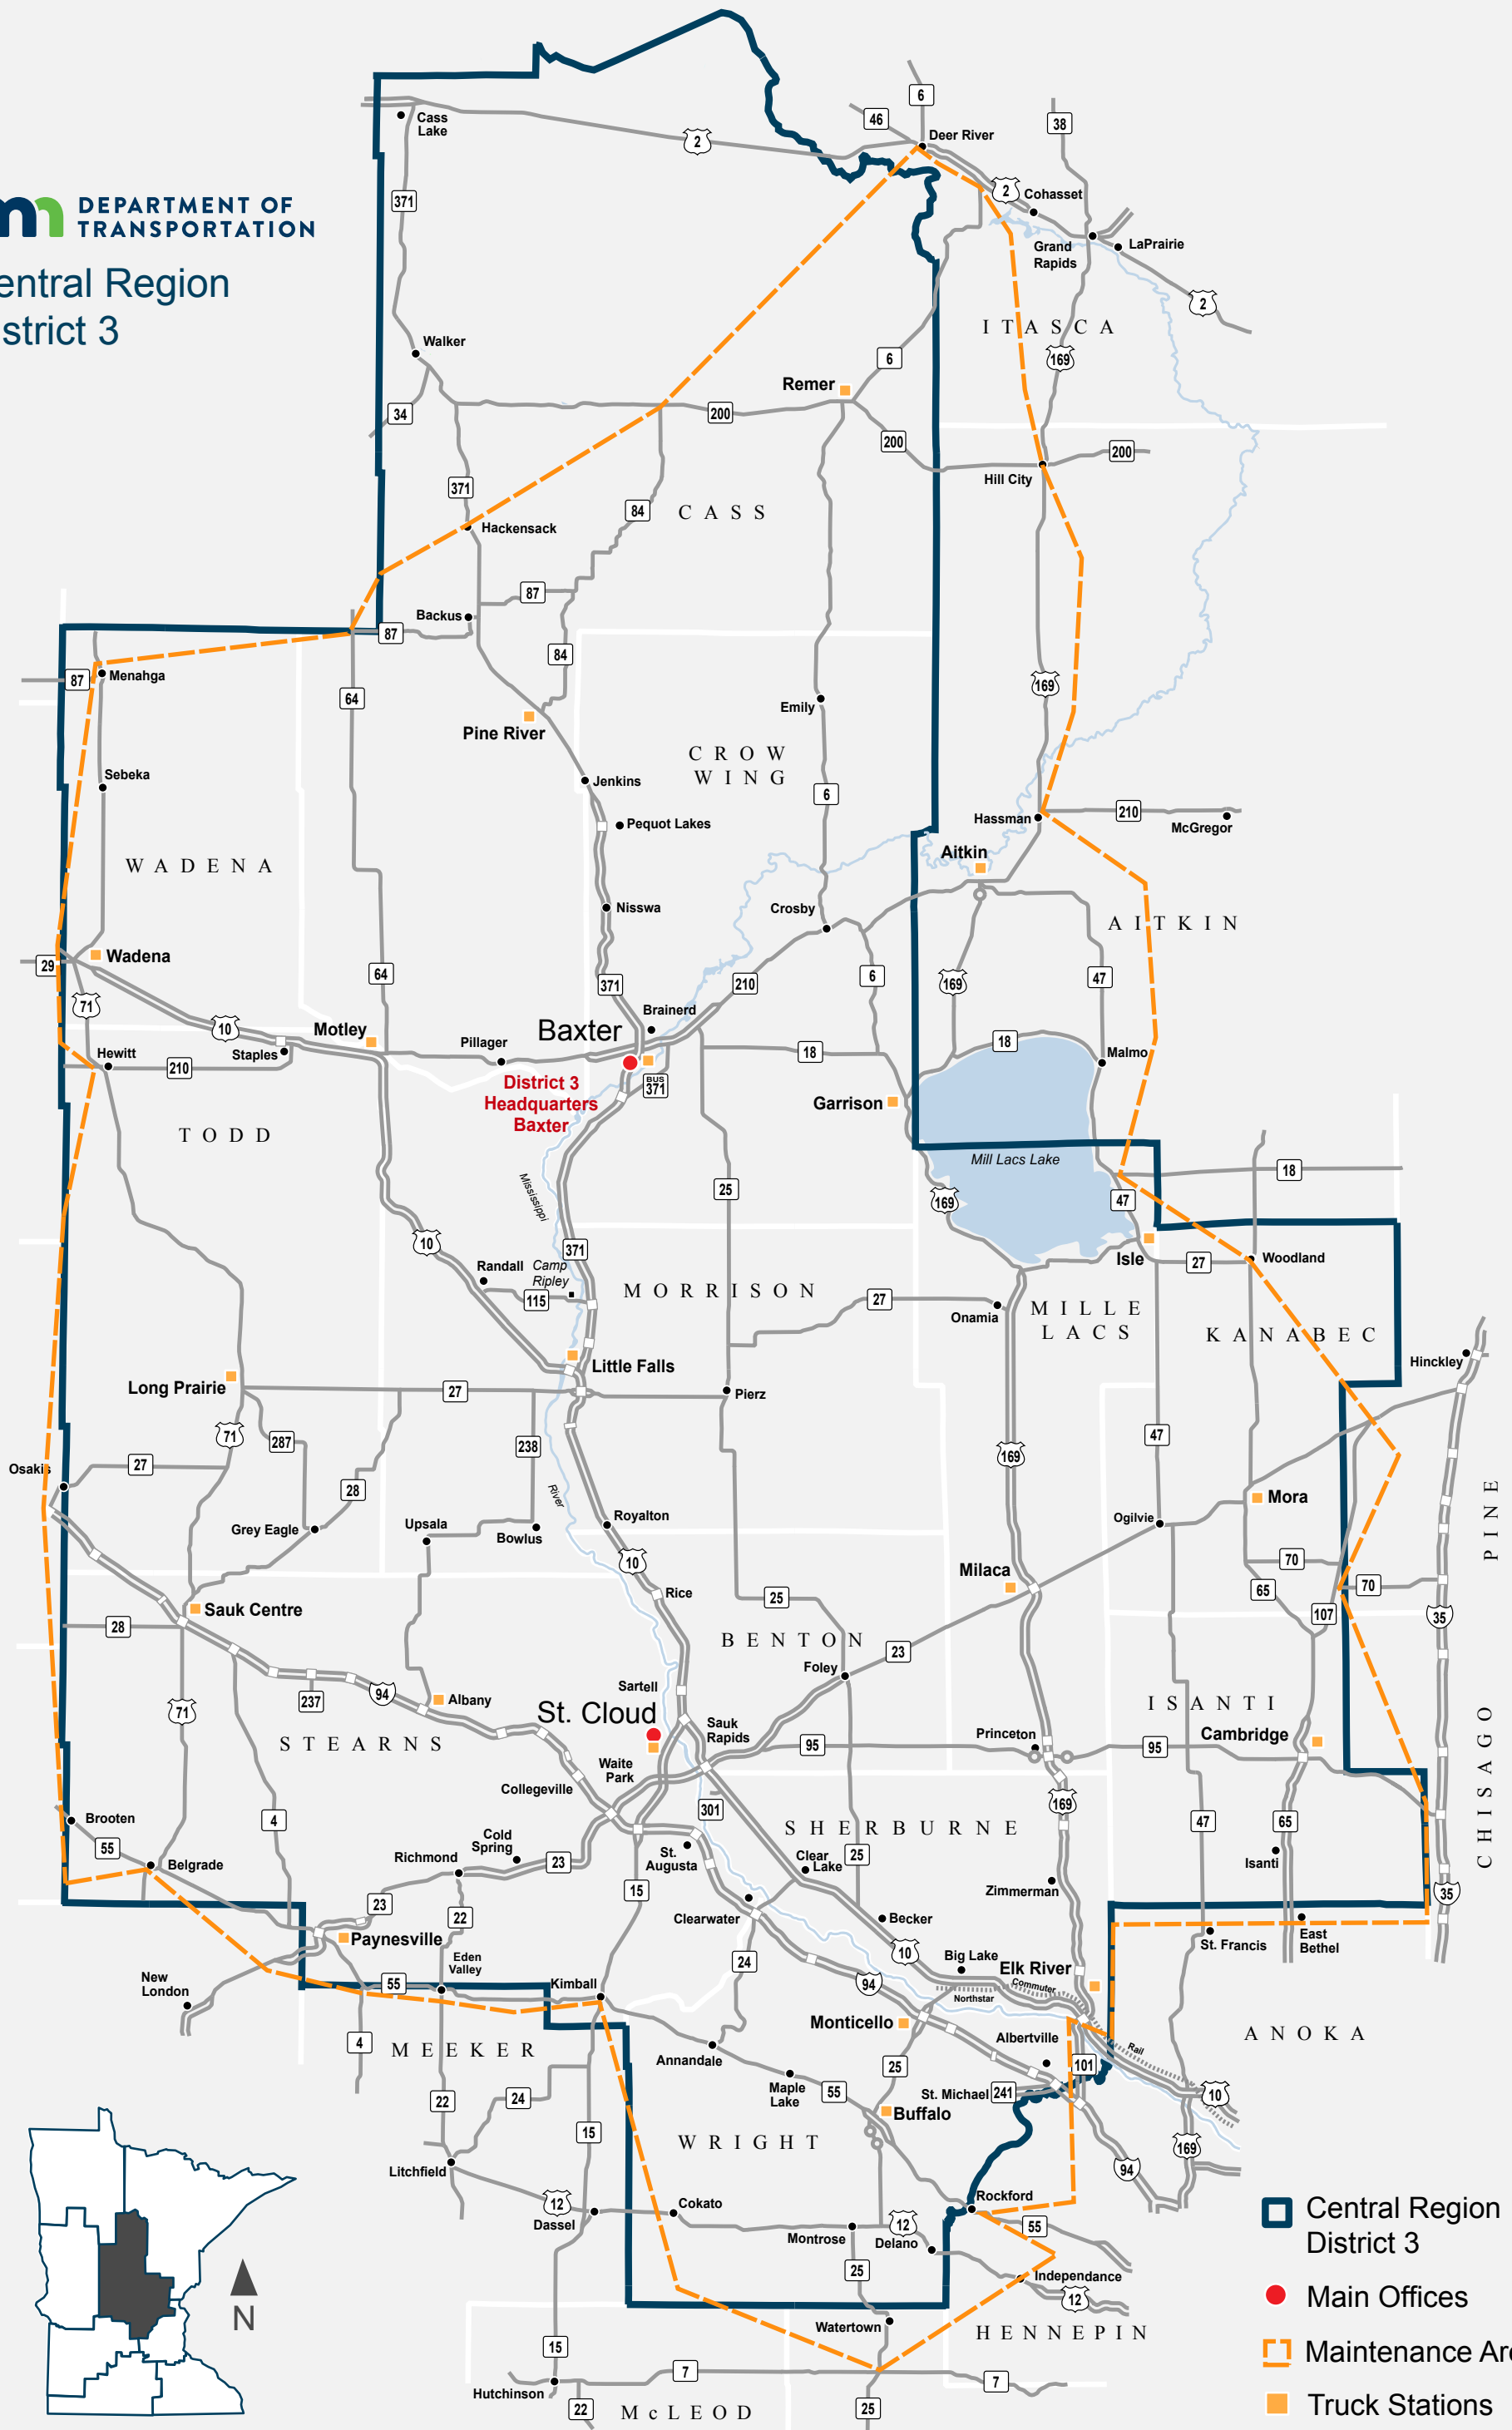 DEPARTMENT OF
TRANSPORTATION
entral Region
strict 3
6
46
38
Deer River
Cass
Lake
2
2
Cohasset
371
Grand
Rapids
LaPrairie
2
ITASCA
Walker
6
169
Remer
34
200
200
200
Hill City
371
84
CASS
Hackensack
87
Backus
87
84
87
Menahga
64
169
Emily
Pine River
CROW
WING
Sebeka
Jenkins
6
210
Pequot Lakes
Hassman
McGregor
Aitkin
WADENA
Nisswa
Crosby
AITKIN
Wadena
29
64
371
210
6
169
47
71
Brainerd
10
Motley
Baxter
Staples
Pillager
18
18
Malmo
Hewitt
210
District 3
Headquarters
Baxter
BUS
371
Garrison
TODD
Mill Lacs Lake
18
Mississippi
25
169
47
10
371
Isle
27
Woodland
Randall
Camp
Ripley
115
MORRISON
27
Onamia
MILLE
LACS
KANABEC
Hinckley
Little Falls
Long Prairie
27
Pierz
71
287
238
47
169
Osakis
27
28
River
Mora
PINE
Grey Eagle
Upsala
Bowlus
Royalton
Ogilvie
10
70
Milaca
65
70
Rice
25
107
35
Sauk Centre
28
BENTON
23
Foley
Sartell
237
94
Albany
71
St. Cloud
ISANTI
CHISAGO
Sauk
Rapids
Princeton
Cambridge
STEARNS
95
95
Waite
Park
Collegeville
301
169
Brooten
4
SHERBURNE
47
65
55
Cold
Spring
Belgrade
Richmond
23
St.
Augusta
Clear
Lake
25
Isanti
Zimmerman
15
35
23
22
Clearwater
Becker
St. Francis
East
Bethel
Paynesville
10
Eden
Valley
24
Big Lake
Elk River
New
London
55
Kimball
94
Commuter
Northstar
Monticello
Albertville
ANOKA
4
MEEKER
Annandale
Rail
101
Maple
Lake
55
25
St. Michael
241
10
22
24
Buffalo
15
WRIGHT
169
Litchfield
94
12
Dassel
Cokato
Rockford
Montrose
12
Delano
55
Central Region
District 3
25
Independance
12
N
Main Offices
Watertown
HENNEPIN
15
Maintenance Are
7
7
Hutchinson
22
McLEOD
25
Truck Stations